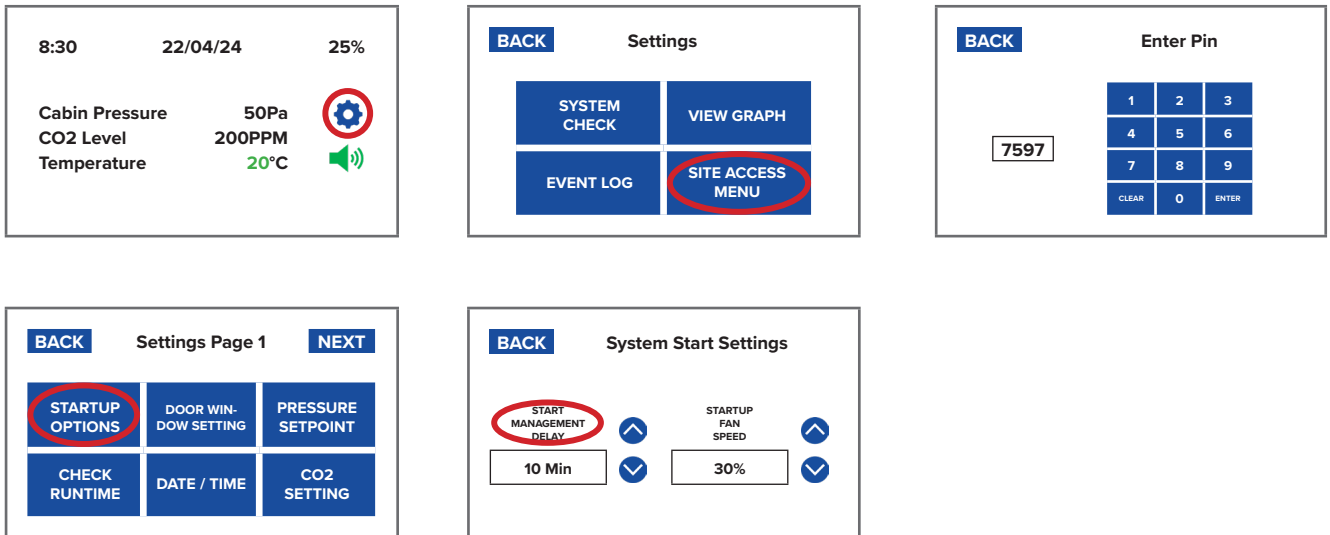 8:30 22/04/24 25%
Cabin Pressure 50Pa
CO2 Level 200PPM
Temperature 20°C
BACK Settings
SYSTEM
CHECK
VIEW GRAPH
EVENT LOG
SITE ACCESS
MENU
BACK Enter Pin
7597
1 2 3
4 5 6
7 8 9
CLEAR 0 ENTER
BACK Settings Page 1 NEXT
STARTUP
OPTIONS
DOOR WIN-
DOW SETTING
PRESSURE
SETPOINT
CHECK
RUNTIME
DATE / TIME
CO2
SETTING
BACK System Start Settings
START
MANAGEMENT
DELAY
10 Min
STARTUP
FAN
SPEED
30%